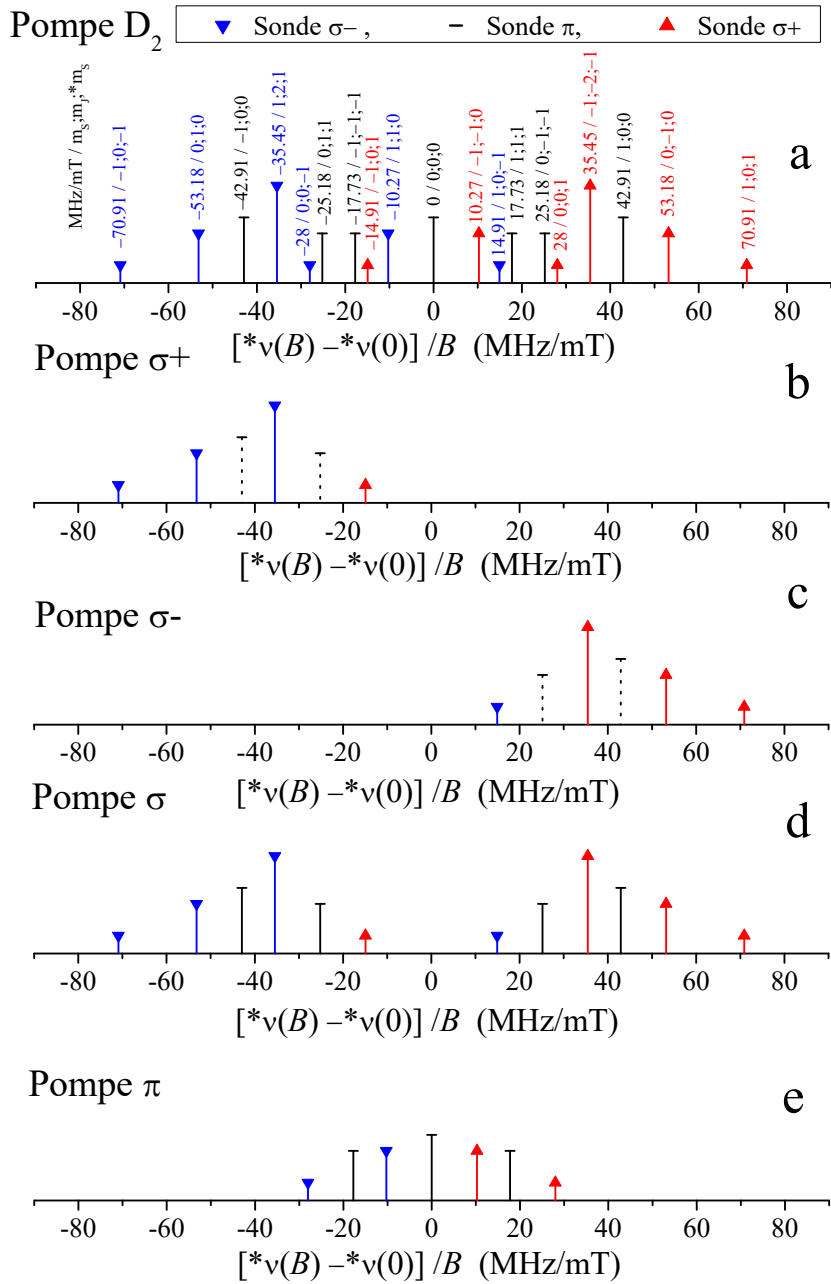 Pompe D2
Sonde σ– , Sonde π, Sonde σ+
MHz/mT / mS;mJ;*mS
−70.91 / −1;0;−1
−53.18 / 0;1;0
−42.91 / −1;0;0
−35.45 / 1;2;1
−28 / 0;0;−1
−25.18 / 0;1;1
−17.73 / −1;−1;−1
−14.91 / −1;0;1
−10.27 / 1;1;0
0 / 0;0;0
10.27 / −1;−1;0
14.91 / 1;0;−1
17.73 / 1;1;1
25.18 / 0;−1;−1
28 / 0;0;1
35.45 / −1;−2;−1
42.91 / 1;0;0
53.18 / 0;−1;0
70.91 / 1;0;1
a
-80 -60 -40 -20 0 20 40 60 80
[*ν(B) –*ν(0)] /B (MHz/mT)
Pompe σ+
b
-80 -60 -40 -20 0 20 40 60 80
[*ν(B) –*ν(0)] /B (MHz/mT)
Pompe σ-
c
-80 -60 -40 -20 0 20 40 60 80
[*ν(B) –*ν(0)] /B (MHz/mT)
Pompe σ
d
-80 -60 -40 -20 0 20 40 60 80
[*ν(B) –*ν(0)] /B (MHz/mT)
Pompe π
e
-80 -60 -40 -20 0 20 40 60 80
[*ν(B) –*ν(0)] /B (MHz/mT)